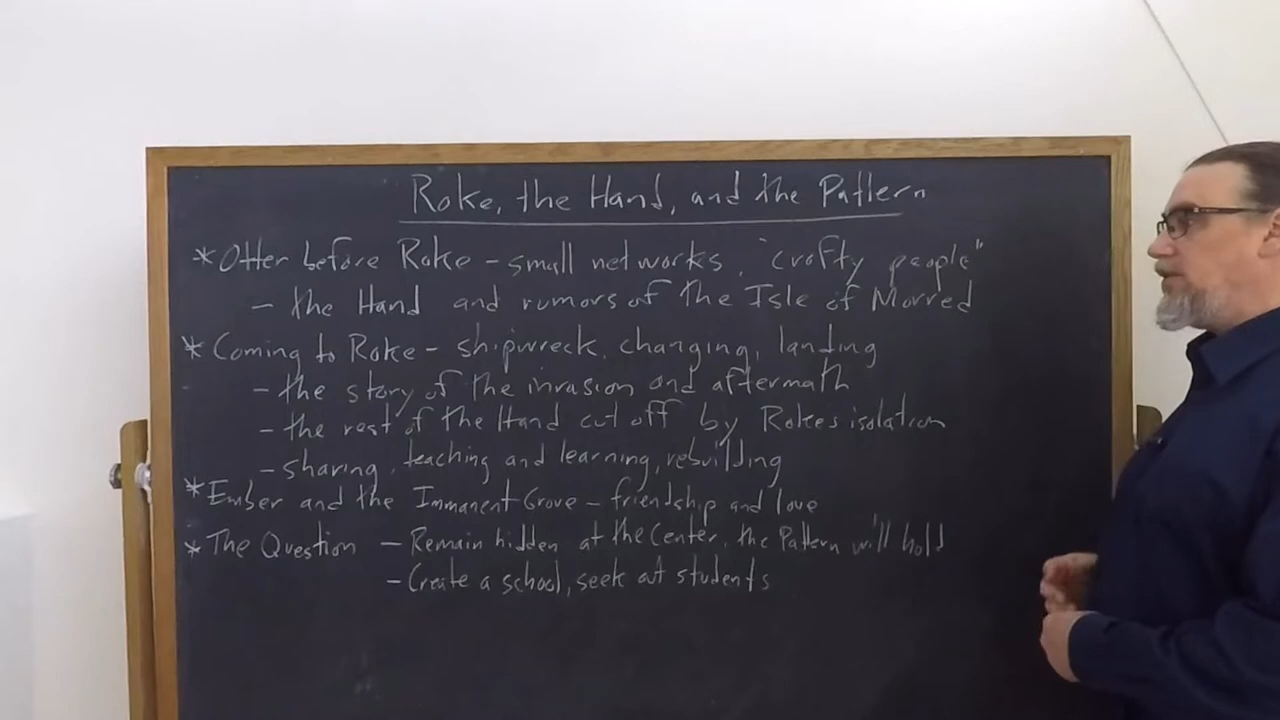 Roke, the Hand, and the Pattern
* Otter before Roke - small networks, "crafty people"
- the Hand and rumors of the Isle of Morred
* Coming to Roke - shipwreck, changing, landing
- the story of the invasion and aftermath
- the rest of the Hand cut off by Rokes isolation
- sharing, teaching and learning, rebuilding
* Ember and the Immanent Grove - friendship and love
* The Question - Remain hidden at the Center, the Pattern will hold
- Create a school, seek out students